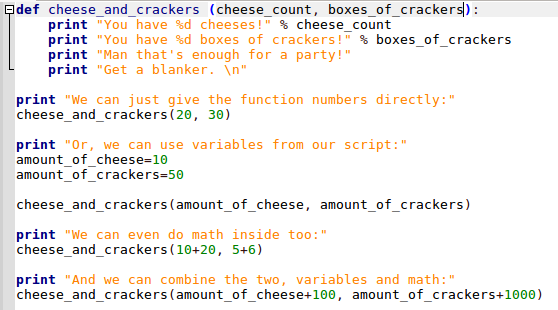 def cheese_and_crackers (cheese_count, boxes_of_crackers):
    print "You have %d cheeses!" % cheese_count
    print "You have %d boxes of crackers!" % boxes_of_crackers
    print "Man that's enough for a party!"
    print "Get a blanker. \n"

print "We can just give the function numbers directly:"
cheese_and_crackers(20, 30)

print "Or, we can use variables from our script:"
amount_of_cheese=10
amount_of_crackers=50

cheese_and_crackers(amount_of_cheese, amount_of_crackers)

print "We can even do math inside too:"
cheese_and_crackers(10+20, 5+6)

print "And we can combine the two, variables and math:"
cheese_and_crackers(amount_of_cheese+100, amount_of_crackers+1000)